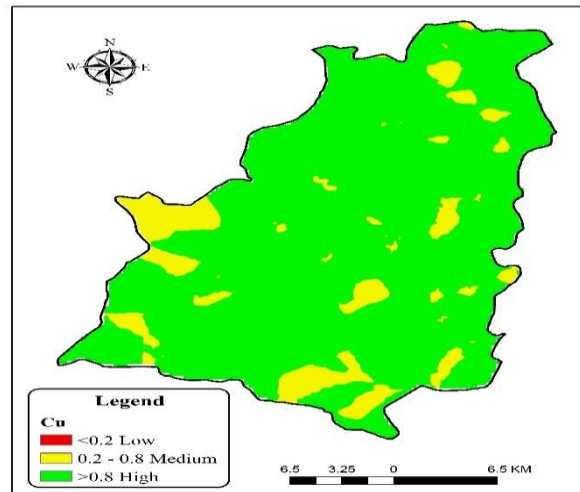 N
W E
S
Legend
Cu
<0.2 Low
0.2 - 0.8 Medium
>0.8 High
6.5 3.25 0 6.5 KM